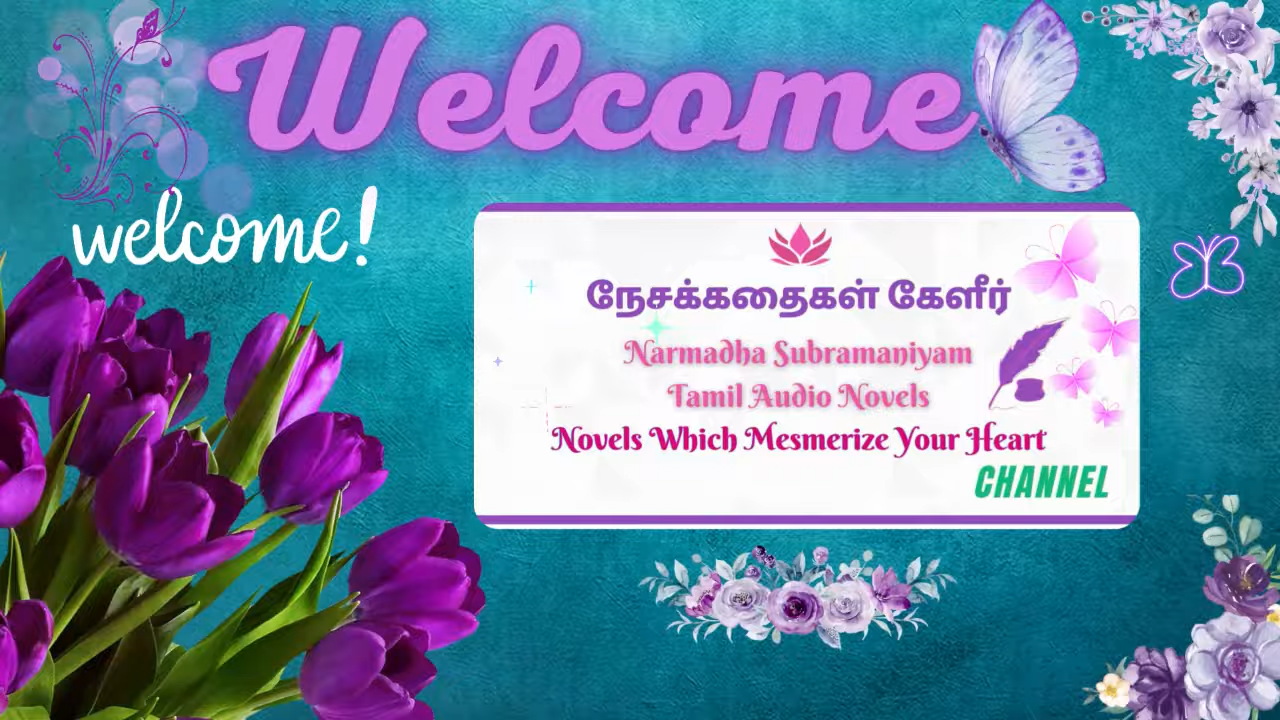 Welcome
welcome!
நேசக்கதைகள் கேளீர்
Narmadha Subramaniyam
Tamil Audio Novels
Novels Which Mesmerize Your Heart
CHANNEL